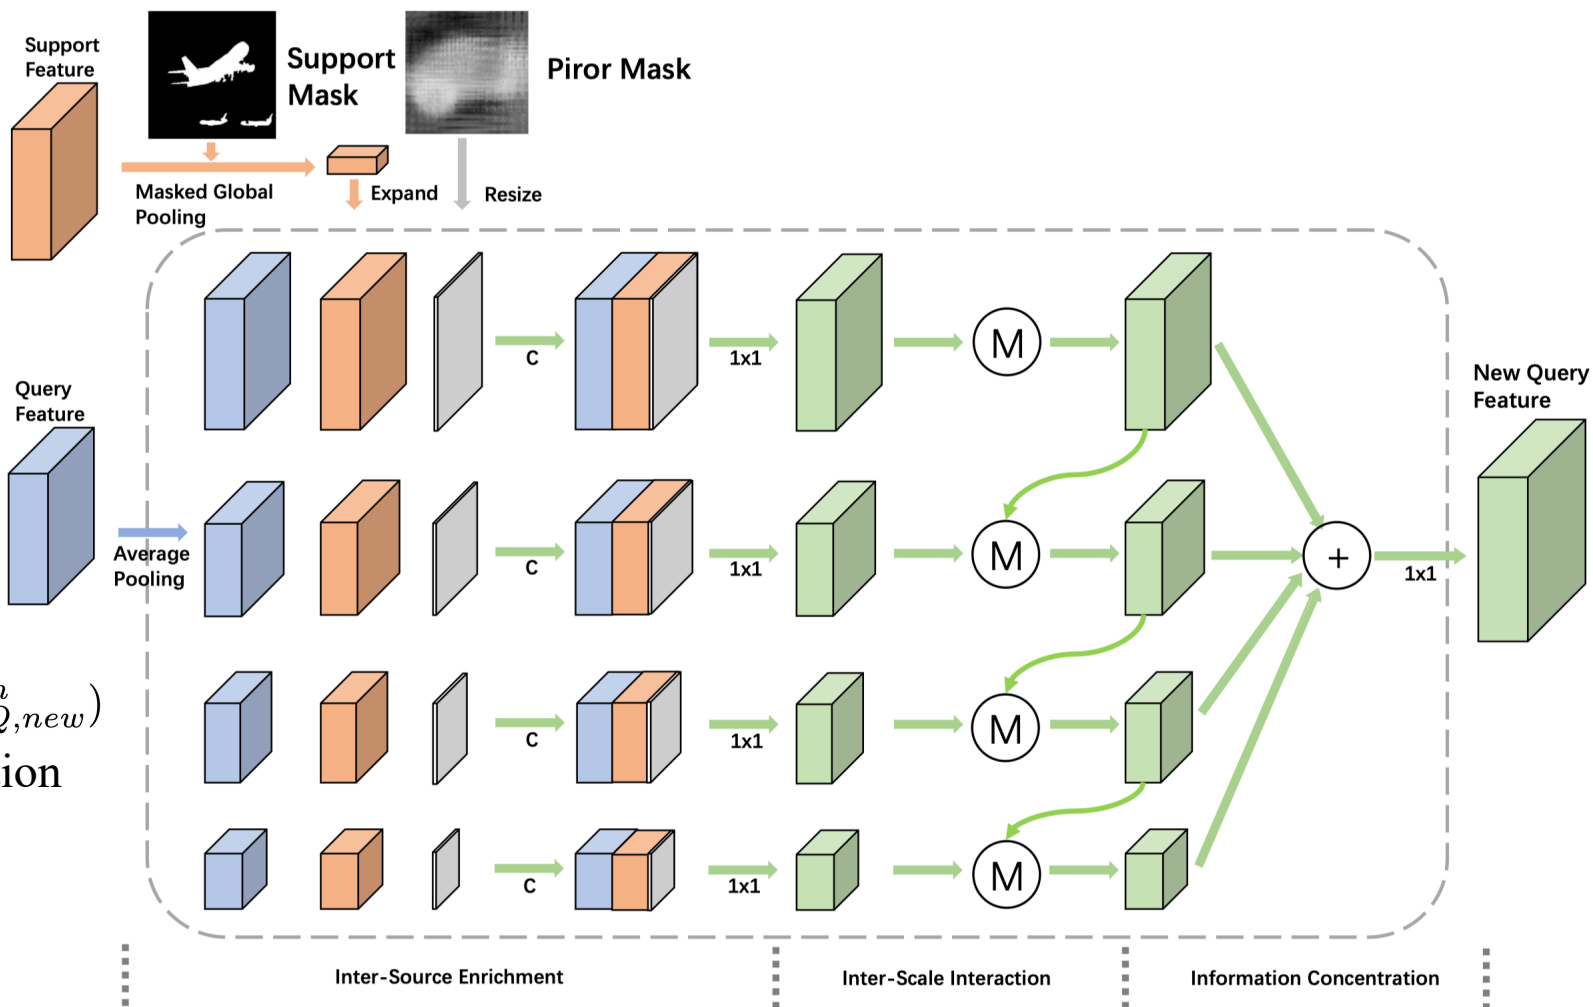 Support
Feature
Support
Mask
Piror Mask
Masked Global
Pooling
Expand
Resize
Query
Feature
Average
Pooling
C
1x1
M
C
1x1
M
C
1x1
M
C
1x1
M
+
1x1
New Query
Feature
Q,new)
ion
Inter-Source Enrichment
Inter-Scale Interaction
Information Concentration